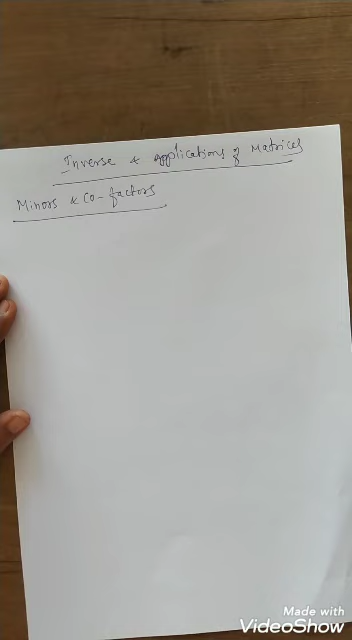 Inverse & applications of Matrices
Minors & Co-factors
Made with
VideoShow